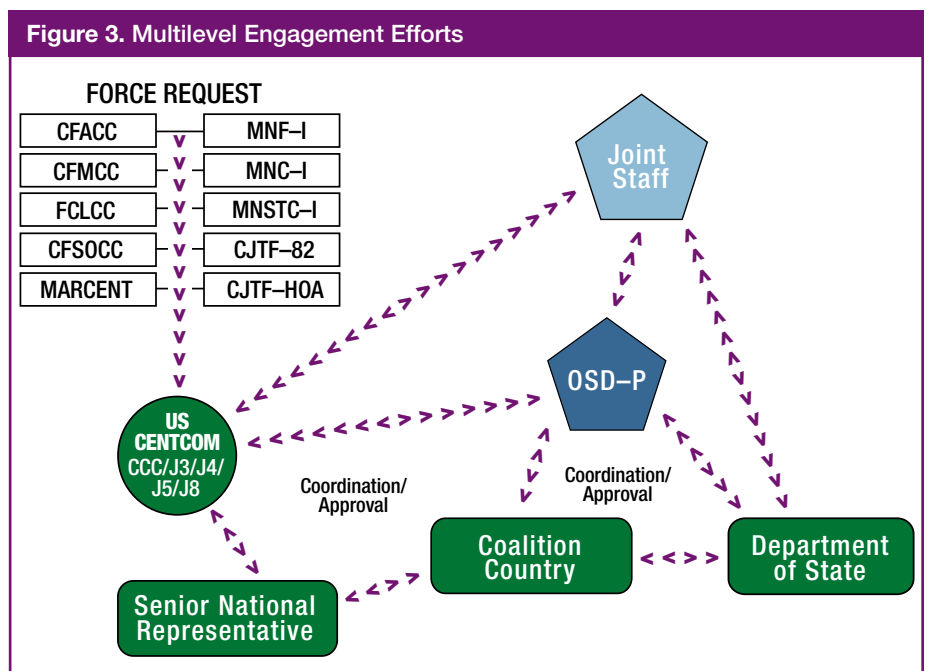 Figure 3. Multilevel Engagement Efforts
FORCE REQUEST
CFACC
MNF–I
CFMCC
MNC–I
FCLCC
MNSTC–I
CFSOCC
CJTF–82
MARCENT
CJTF–HOA
Joint
Staff
OSD–P
US
CENTCOM
CCC/J3/J4/
J5/J8
Coordination/
Approval
Coordination/
Approval
Coalition
Country
Department
of State
Senior National
Representative